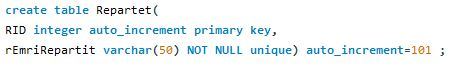 create table Repartet(
RID integer auto_increment primary key,
rEmriRepartit varchar(50) NOT NULL unique) auto_increment=101 ;